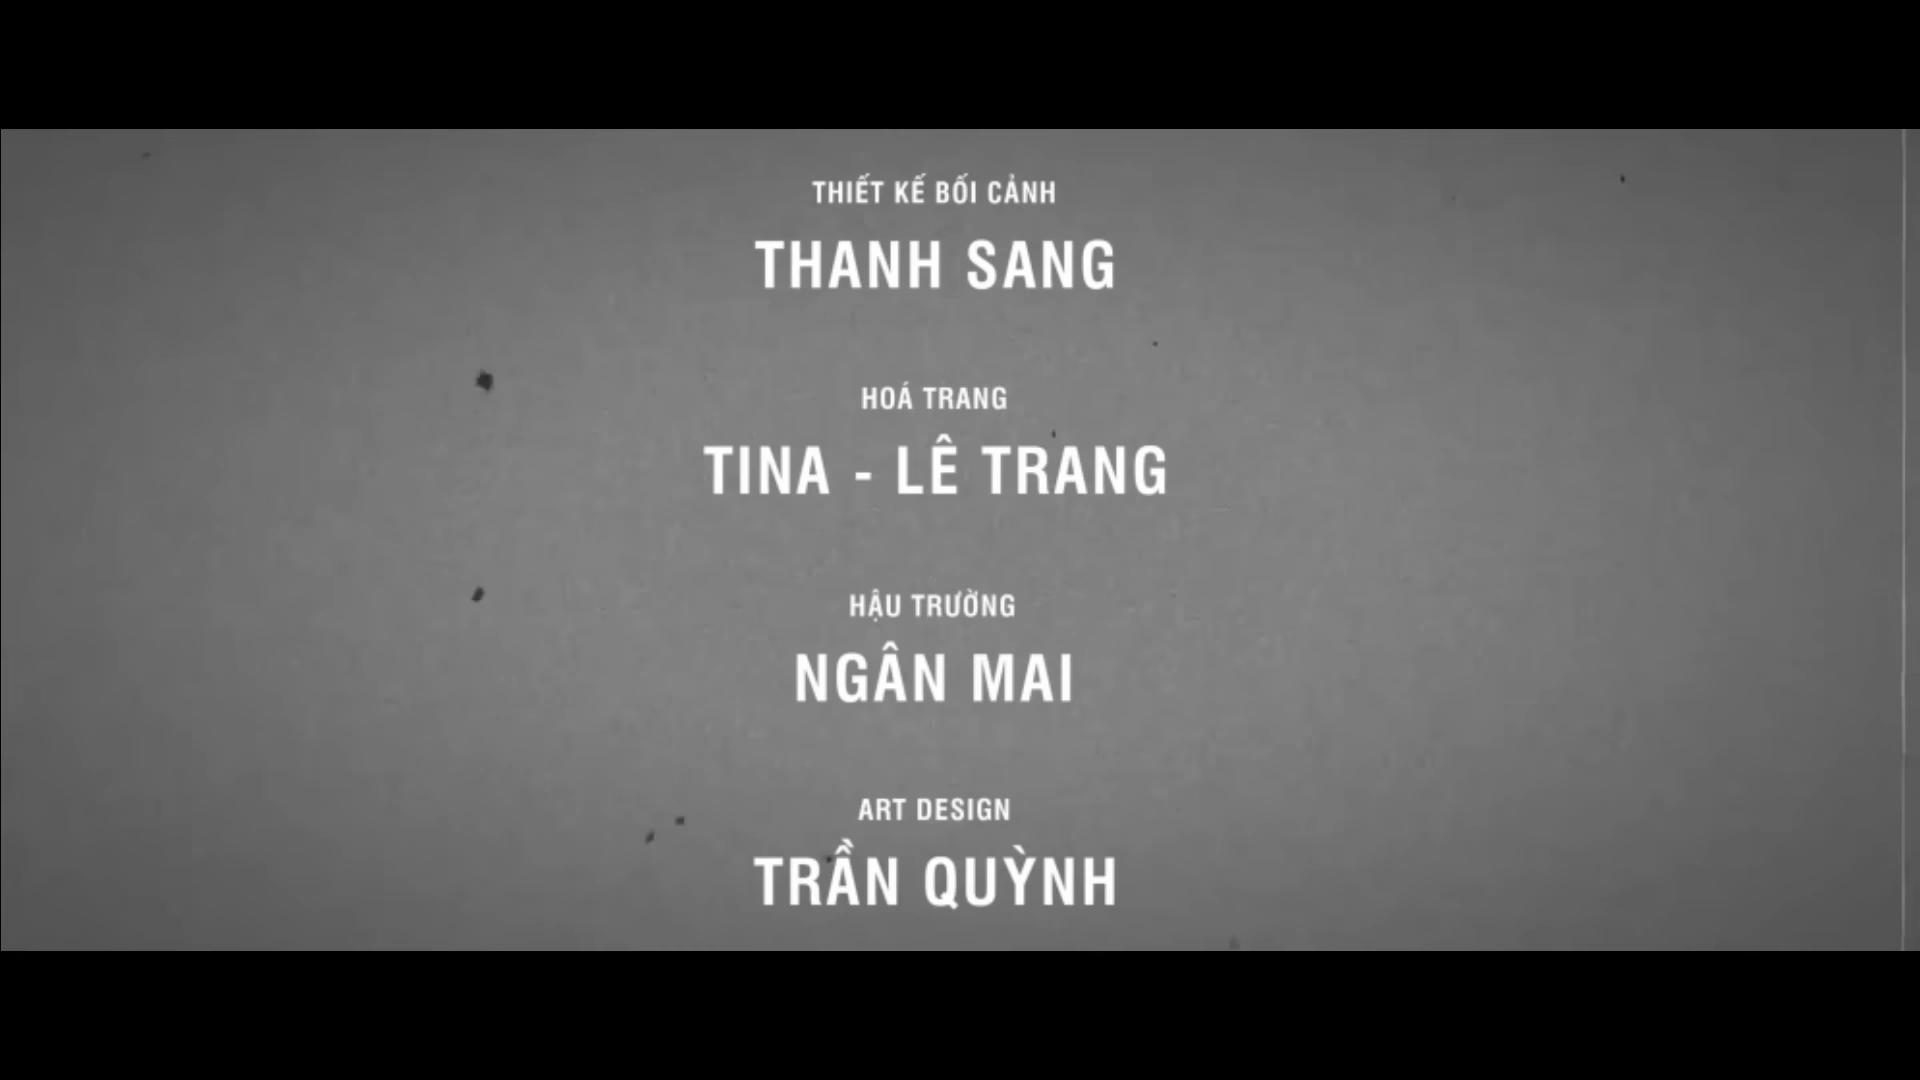 THIẾT KẾ BỐI CẢNH
THANH SANG
HOÁ TRANG
TINA - LÊ TRANG
HẬU TRƯỜNG
NGÂN MAI
ART DESIGN
TRẦN QUỲNH